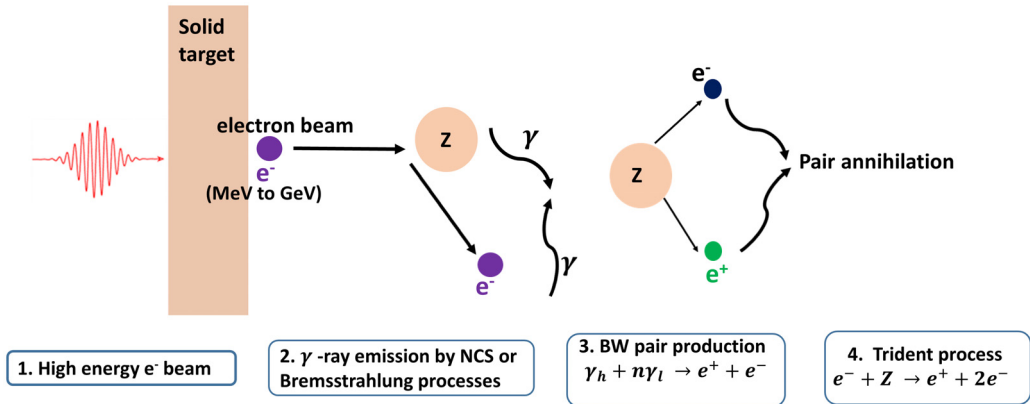 Solid
target
electron beam
e⁻
(MeV to GeV)
Z
e⁻
γ
γ
Z
e⁻
e⁺
Pair annihilation
1. High energy e⁻ beam
2. γ -ray emission by NCS or
Bremsstrahlung processes
3. BW pair production
γₕ + nγₗ → e⁺ + e⁻
4. Trident process
e⁻ + Z → e⁺ + 2e⁻